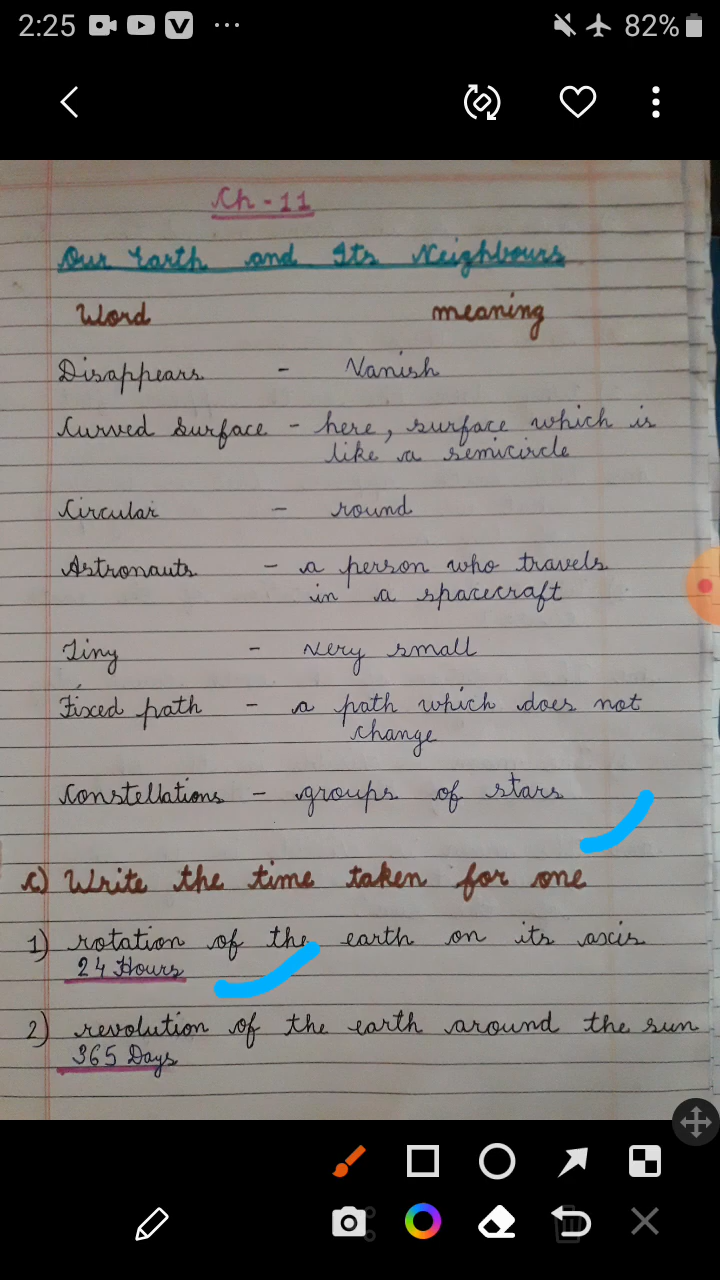 2:25 82%
Ch - 11
Our Earth and Its Neighbours
Word meaning
Disappears - Vanish
Curved Surface - here, surface which is
like a semicircle
Circular - round
Astronauts - a person who travels
in a spacecraft
Tiny - very small
Fixed path - a path which does not
change
Constellations - groups of stars
C) Write the time taken for one
1) rotation of the earth on its axis
24 Hours
2) revolution of the earth around the sun
365 Days